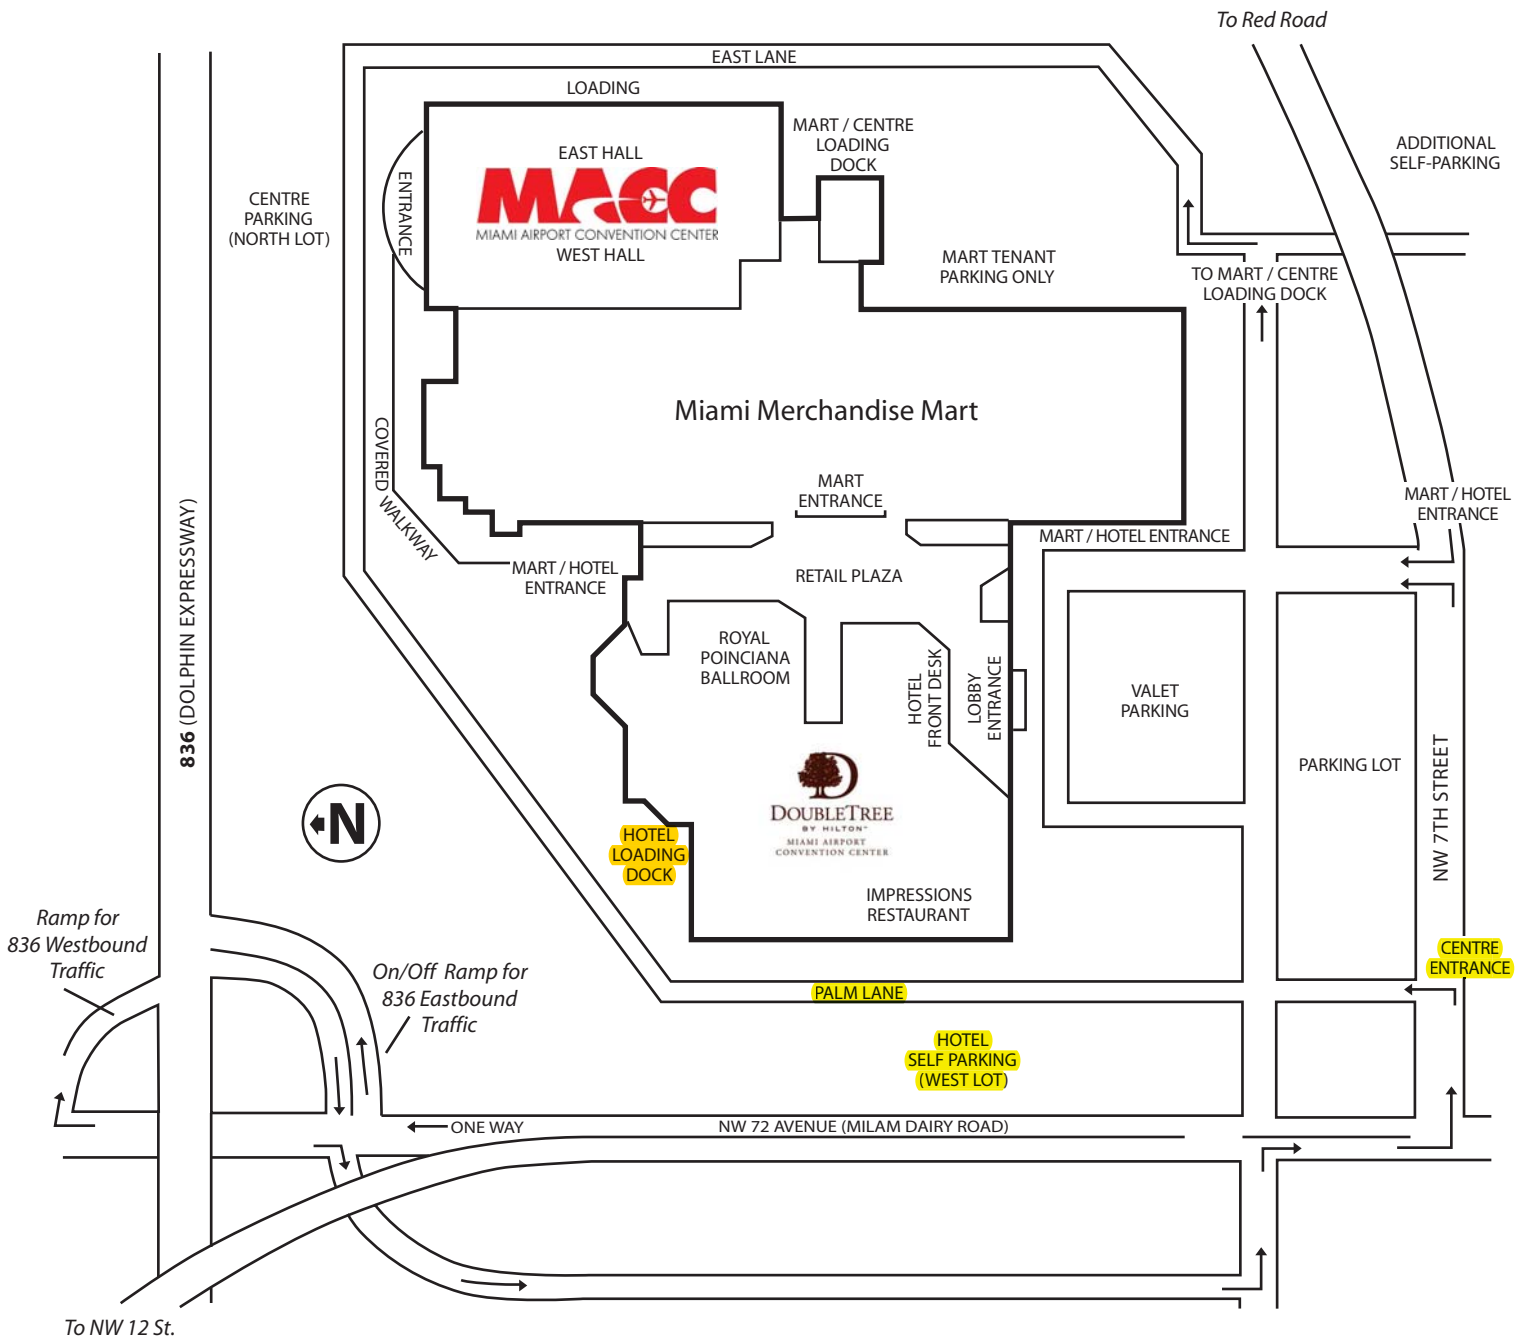 To Red Road
EAST LANE
LOADING
MART / CENTRE
LOADING
DOCK
ADDITIONAL
SELF-PARKING
EAST HALL
MACC
MIAMI AIRPORT CONVENTION CENTER
WEST HALL
ENTRANCE
CENTRE
PARKING
(NORTH LOT)
MART TENANT
PARKING ONLY
TO MART / CENTRE
LOADING DOCK
Miami Merchandise Mart
COVERED WALKWAY
MART
ENTRANCE
MART / HOTEL
ENTRANCE
MART / HOTEL ENTRANCE
MART / HOTEL
ENTRANCE
RETAIL PLAZA
836 (DOLPHIN EXPRESSWAY)
ROYAL
POINCIANA
BALLROOM
HOTEL
FRONT DESK
LOBBY
ENTRANCE
VALET
PARKING
PARKING LOT
NW 7TH STREET
N
D
DOUBLETREE
BY HILTON™
MIAMI AIRPORT
CONVENTION CENTER
HOTEL
LOADING
DOCK
IMPRESSIONS
RESTAURANT
Ramp for
836 Westbound
Traffic
On/Off Ramp for
836 Eastbound
Traffic
CENTRE
ENTRANCE
PALM LANE
HOTEL
SELF PARKING
(WEST LOT)
ONE WAY
NW 72 AVENUE (MILAM DAIRY ROAD)
To NW 12 St.